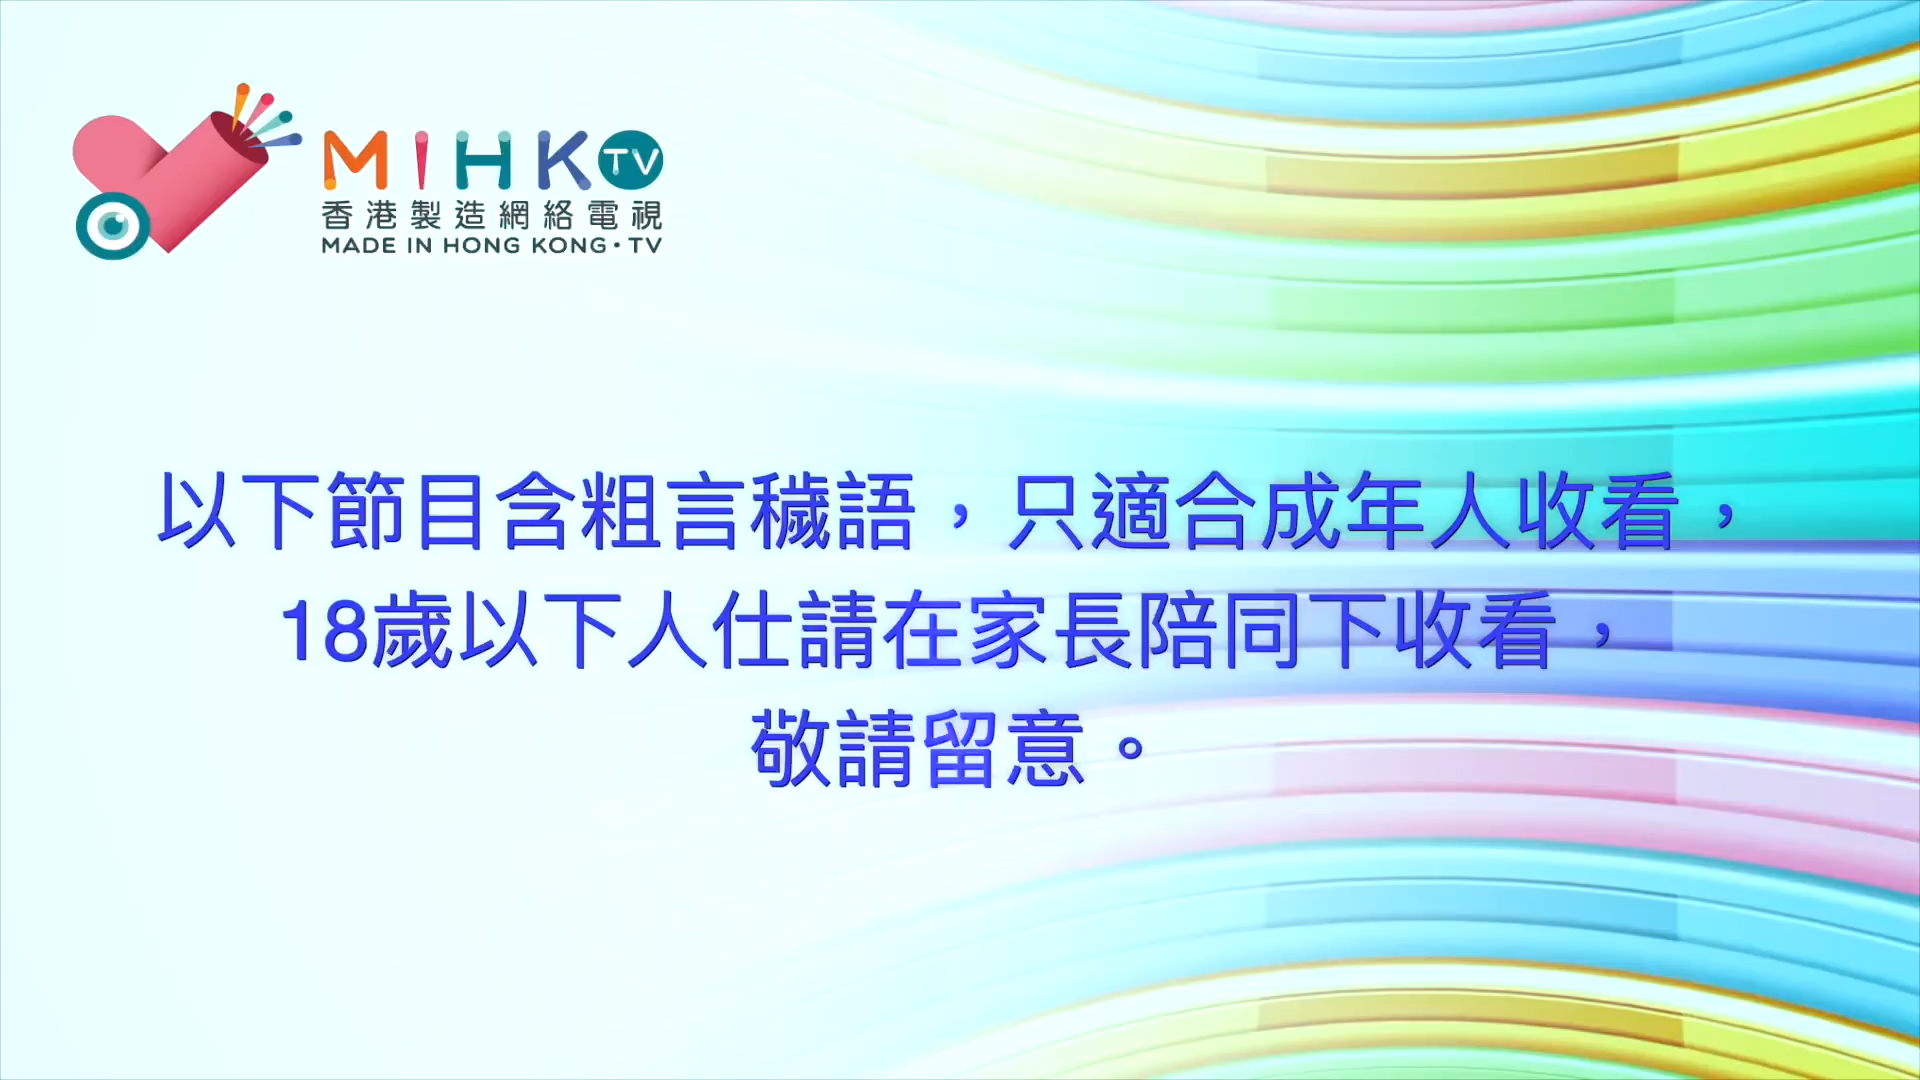 MIHK TV
香港製造網絡電視
MADE IN HONG KONG・TV
以下節目含粗言穢語，只適合成年人收看，
18歲以下人仕請在家長陪同下收看，
敬請留意。